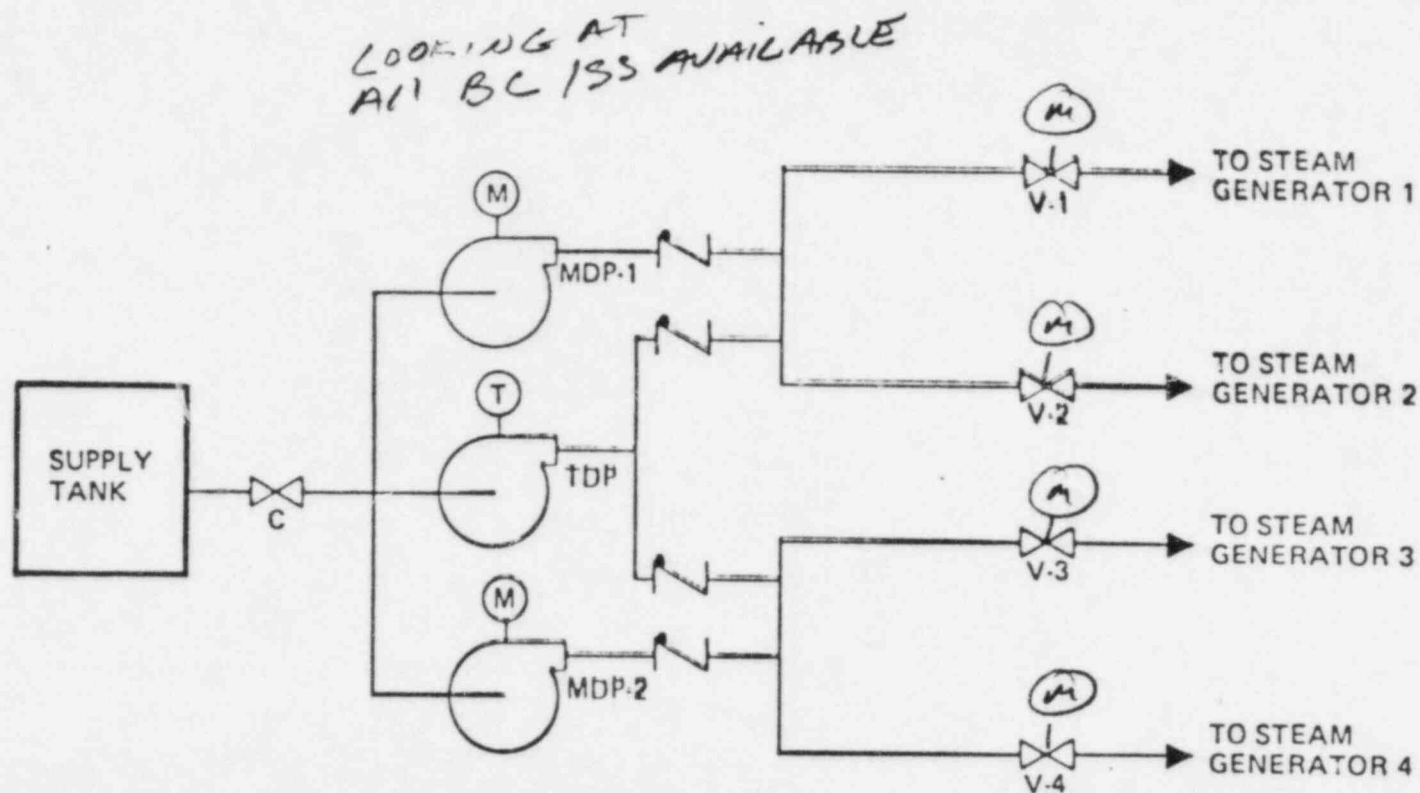 LOOKING AT
All BC ISS AVAILABLE
M
TO STEAM
GENERATOR 1
V-1
M
MDP-1
M
TO STEAM
GENERATOR 2
V-2
T
TDP
SUPPLY
TANK
C
M
TO STEAM
GENERATOR 3
V-3
M
MDP-2
M
TO STEAM
GENERATOR 4
V-4